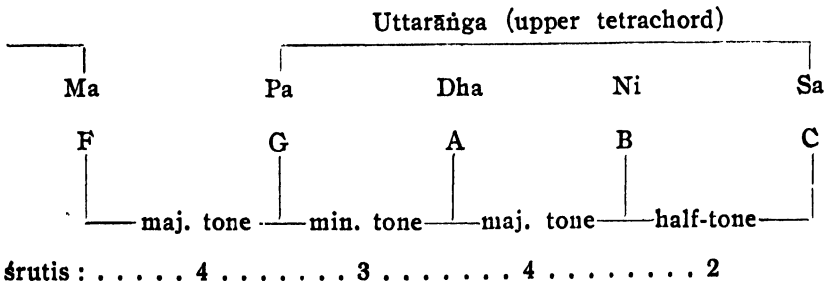 Uttarāṅga (upper tetrachord)
Ma Pa Dha Ni Sa
F G A B C
maj. tone min. tone maj. tone half-tone
śrutis : . . . . . 4 . . . . . . . 3 . . . . . . . 4 . . . . . . . . 2